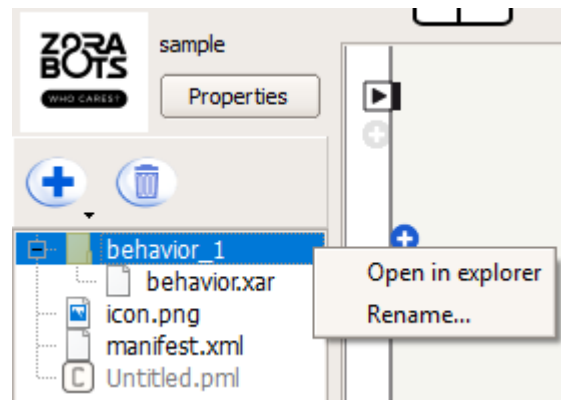 ZORA
BOTS
WHO CARES?
sample
Properties
behavior_1
behavior.xar
icon.png
manifest.xml
C Untitled.pml
Open in explorer
Rename...